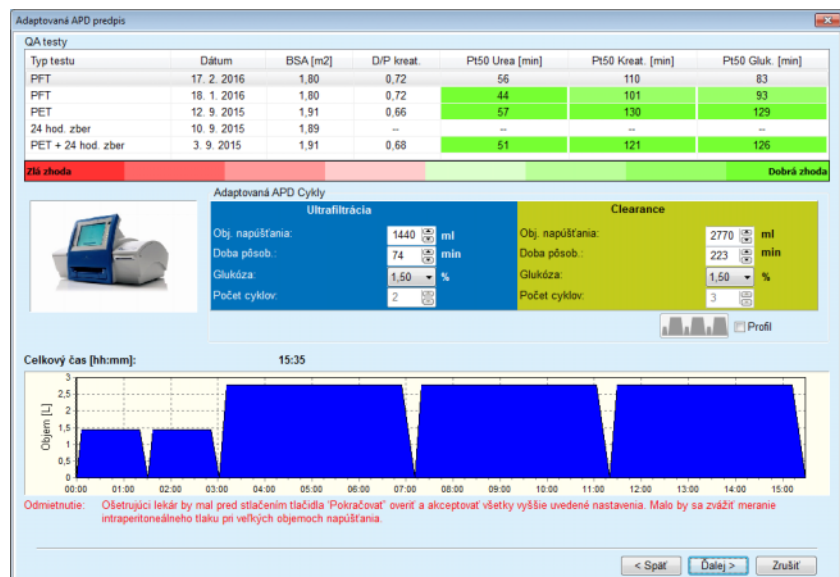 Adaptovaná APD predpis
QA testy
Typ testu Dátum BSA [m2] D/P kreat. Pt50 Urea [min] Pt50 Kreat. [min] Pt50 Gluk. [min]
PFT 17. 2. 2016 1,80 0,72 56 110 83
PFT 18. 1. 2016 1,80 0,72 44 101 93
PET 12. 9. 2015 1,91 0,66 57 130 129
24 hod. zber 10. 9. 2015 1,89 -- -- -- --
PET + 24 hod. zber 3. 9. 2015 1,91 0,68 51 121 126
Zlá zhoda Dobrá zhoda
Adaptovaná APD Cykly
Ultrafiltrácia Clearance
Obj. napúšťania: 1440 ml Obj. napúšťania: 2770 ml
Doba pôsob.: 74 min Doba pôsob.: 223 min
Glukóza: 1,50 % Glukóza: 1,50 %
Počet cyklov: 2 Počet cyklov: 3
Profil
Celkový čas [hh:mm]: 15:35
Objem [L]
3
2,5
2
1,5
1
0,5
0
00:00 01:00 02:00 03:00 04:00 05:00 06:00 07:00 08:00 09:00 10:00 11:00 12:00 13:00 14:00 15:00
Odmietnutie: Ošetrujúci lekár by mal pred stlačením tlačidla 'Pokračovať' overiť a akceptovať všetky vyššie uvedené nastavenia. Malo by sa zvážiť meranie
intraperitoneálneho tlaku pri veľkých objemoch napúšťania.
< Späť Ďalej > Zrušiť